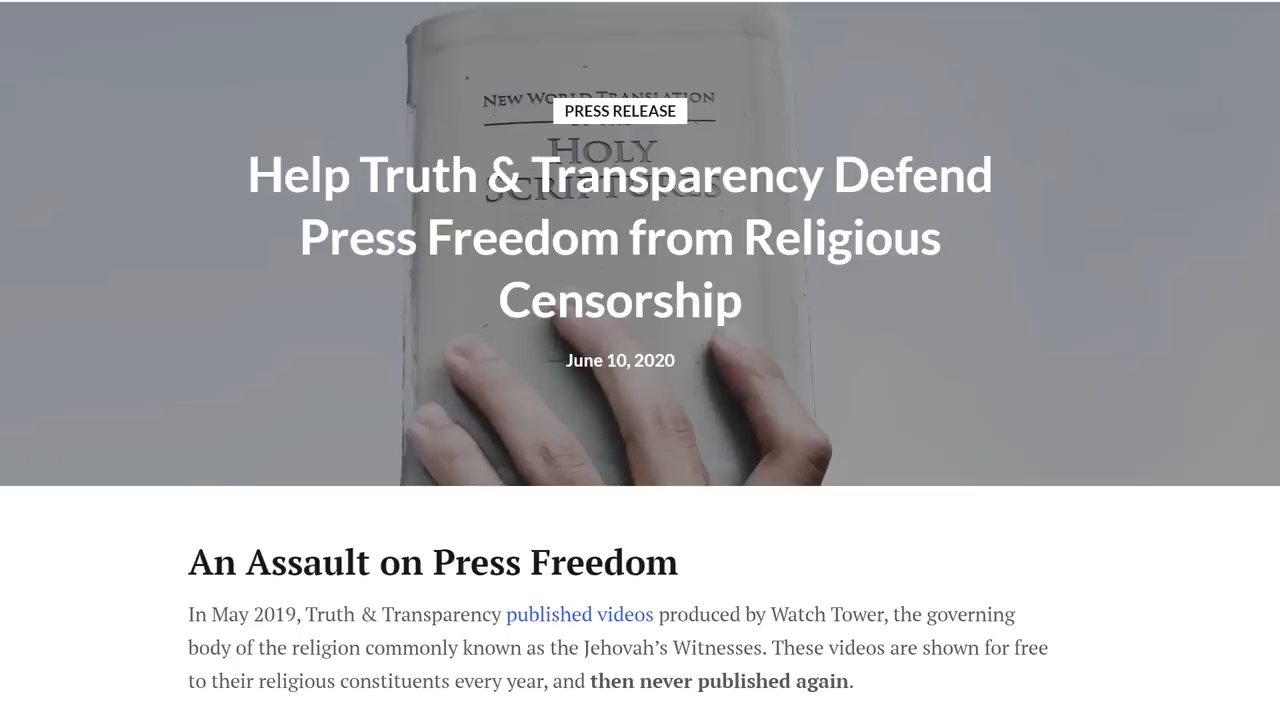 NEW WORLD TRANSLATION
PRESS RELEASE
HOLY
SCRIPTURES
Help Truth & Transparency Defend
Press Freedom from Religious
Censorship
June 10, 2020
An Assault on Press Freedom
In May 2019, Truth & Transparency published videos produced by Watch Tower, the governing
body of the religion commonly known as the Jehovah’s Witnesses. These videos are shown for free
to their religious constituents every year, and then never published again.